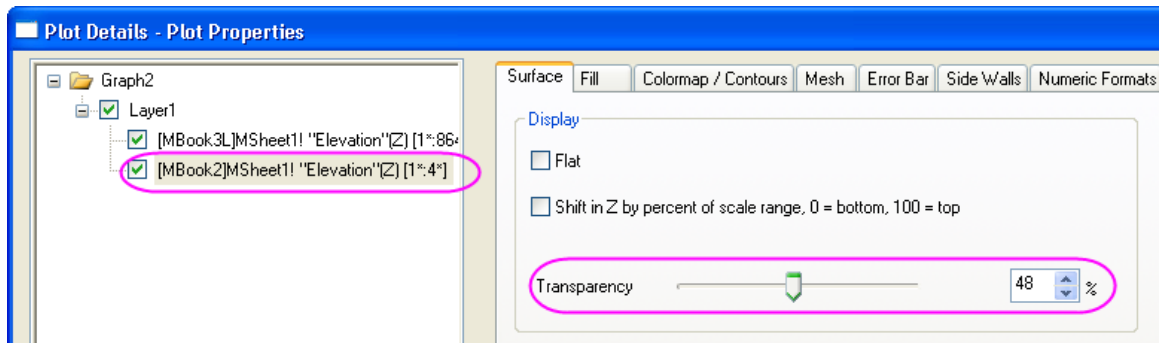 Plot Details - Plot Properties
Graph2
Layer1
[MBook3L]MSheet1! "Elevation"(Z) [1*:864
[MBook2]MSheet1! "Elevation"(Z) [1*:4*]
Surface Fill Colormap / Contours Mesh Error Bar Side Walls Numeric Formats
Display
Flat
Shift in Z by percent of scale range, 0 = bottom, 100 = top
Transparency 48 %